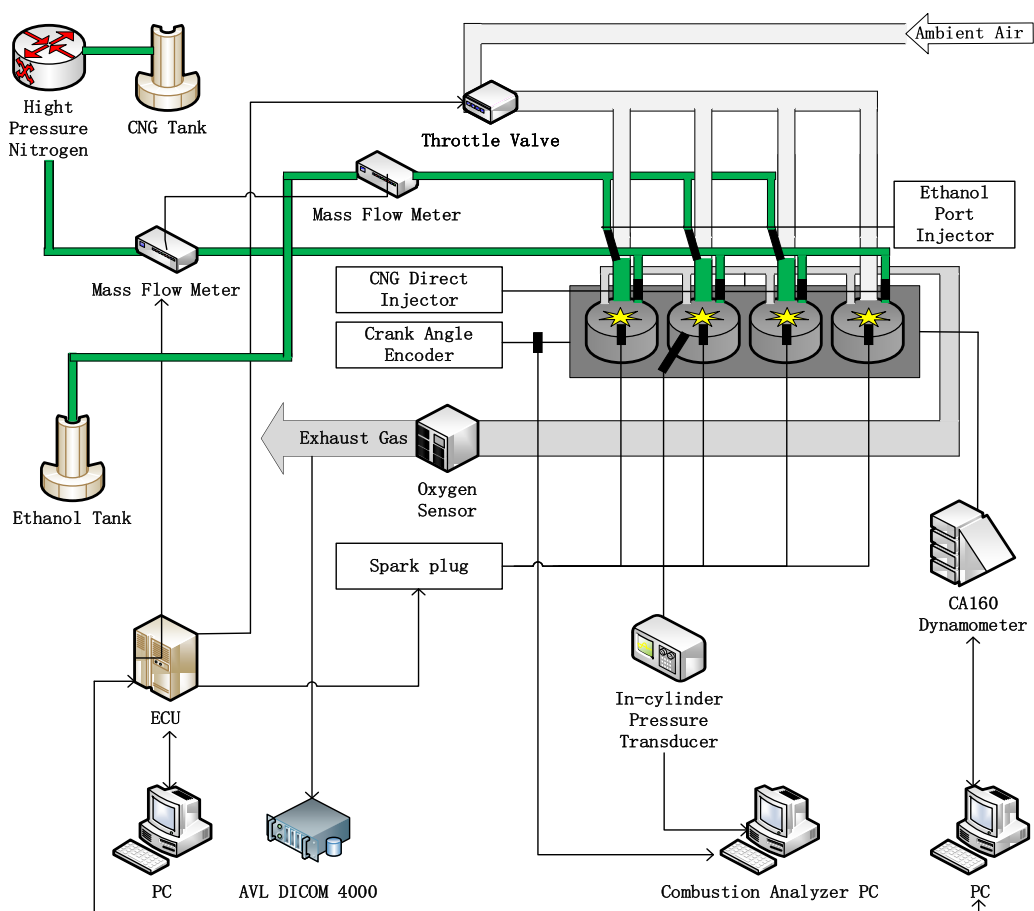 Ambient Air
Hight
Pressure
Nitrogen
CNG Tank
Throttle Valve
Mass Flow Meter
Ethanol
Port
Injector
Mass Flow Meter
CNG Direct
Injector
Crank Angle
Encoder
Exhaust Gas
Oxygen
Sensor
Ethanol Tank
Spark plug
CA160
Dynamometer
ECU
In-cylinder
Pressure
Transducer
PC
AVL DICOM 4000
Combustion Analyzer PC
PC